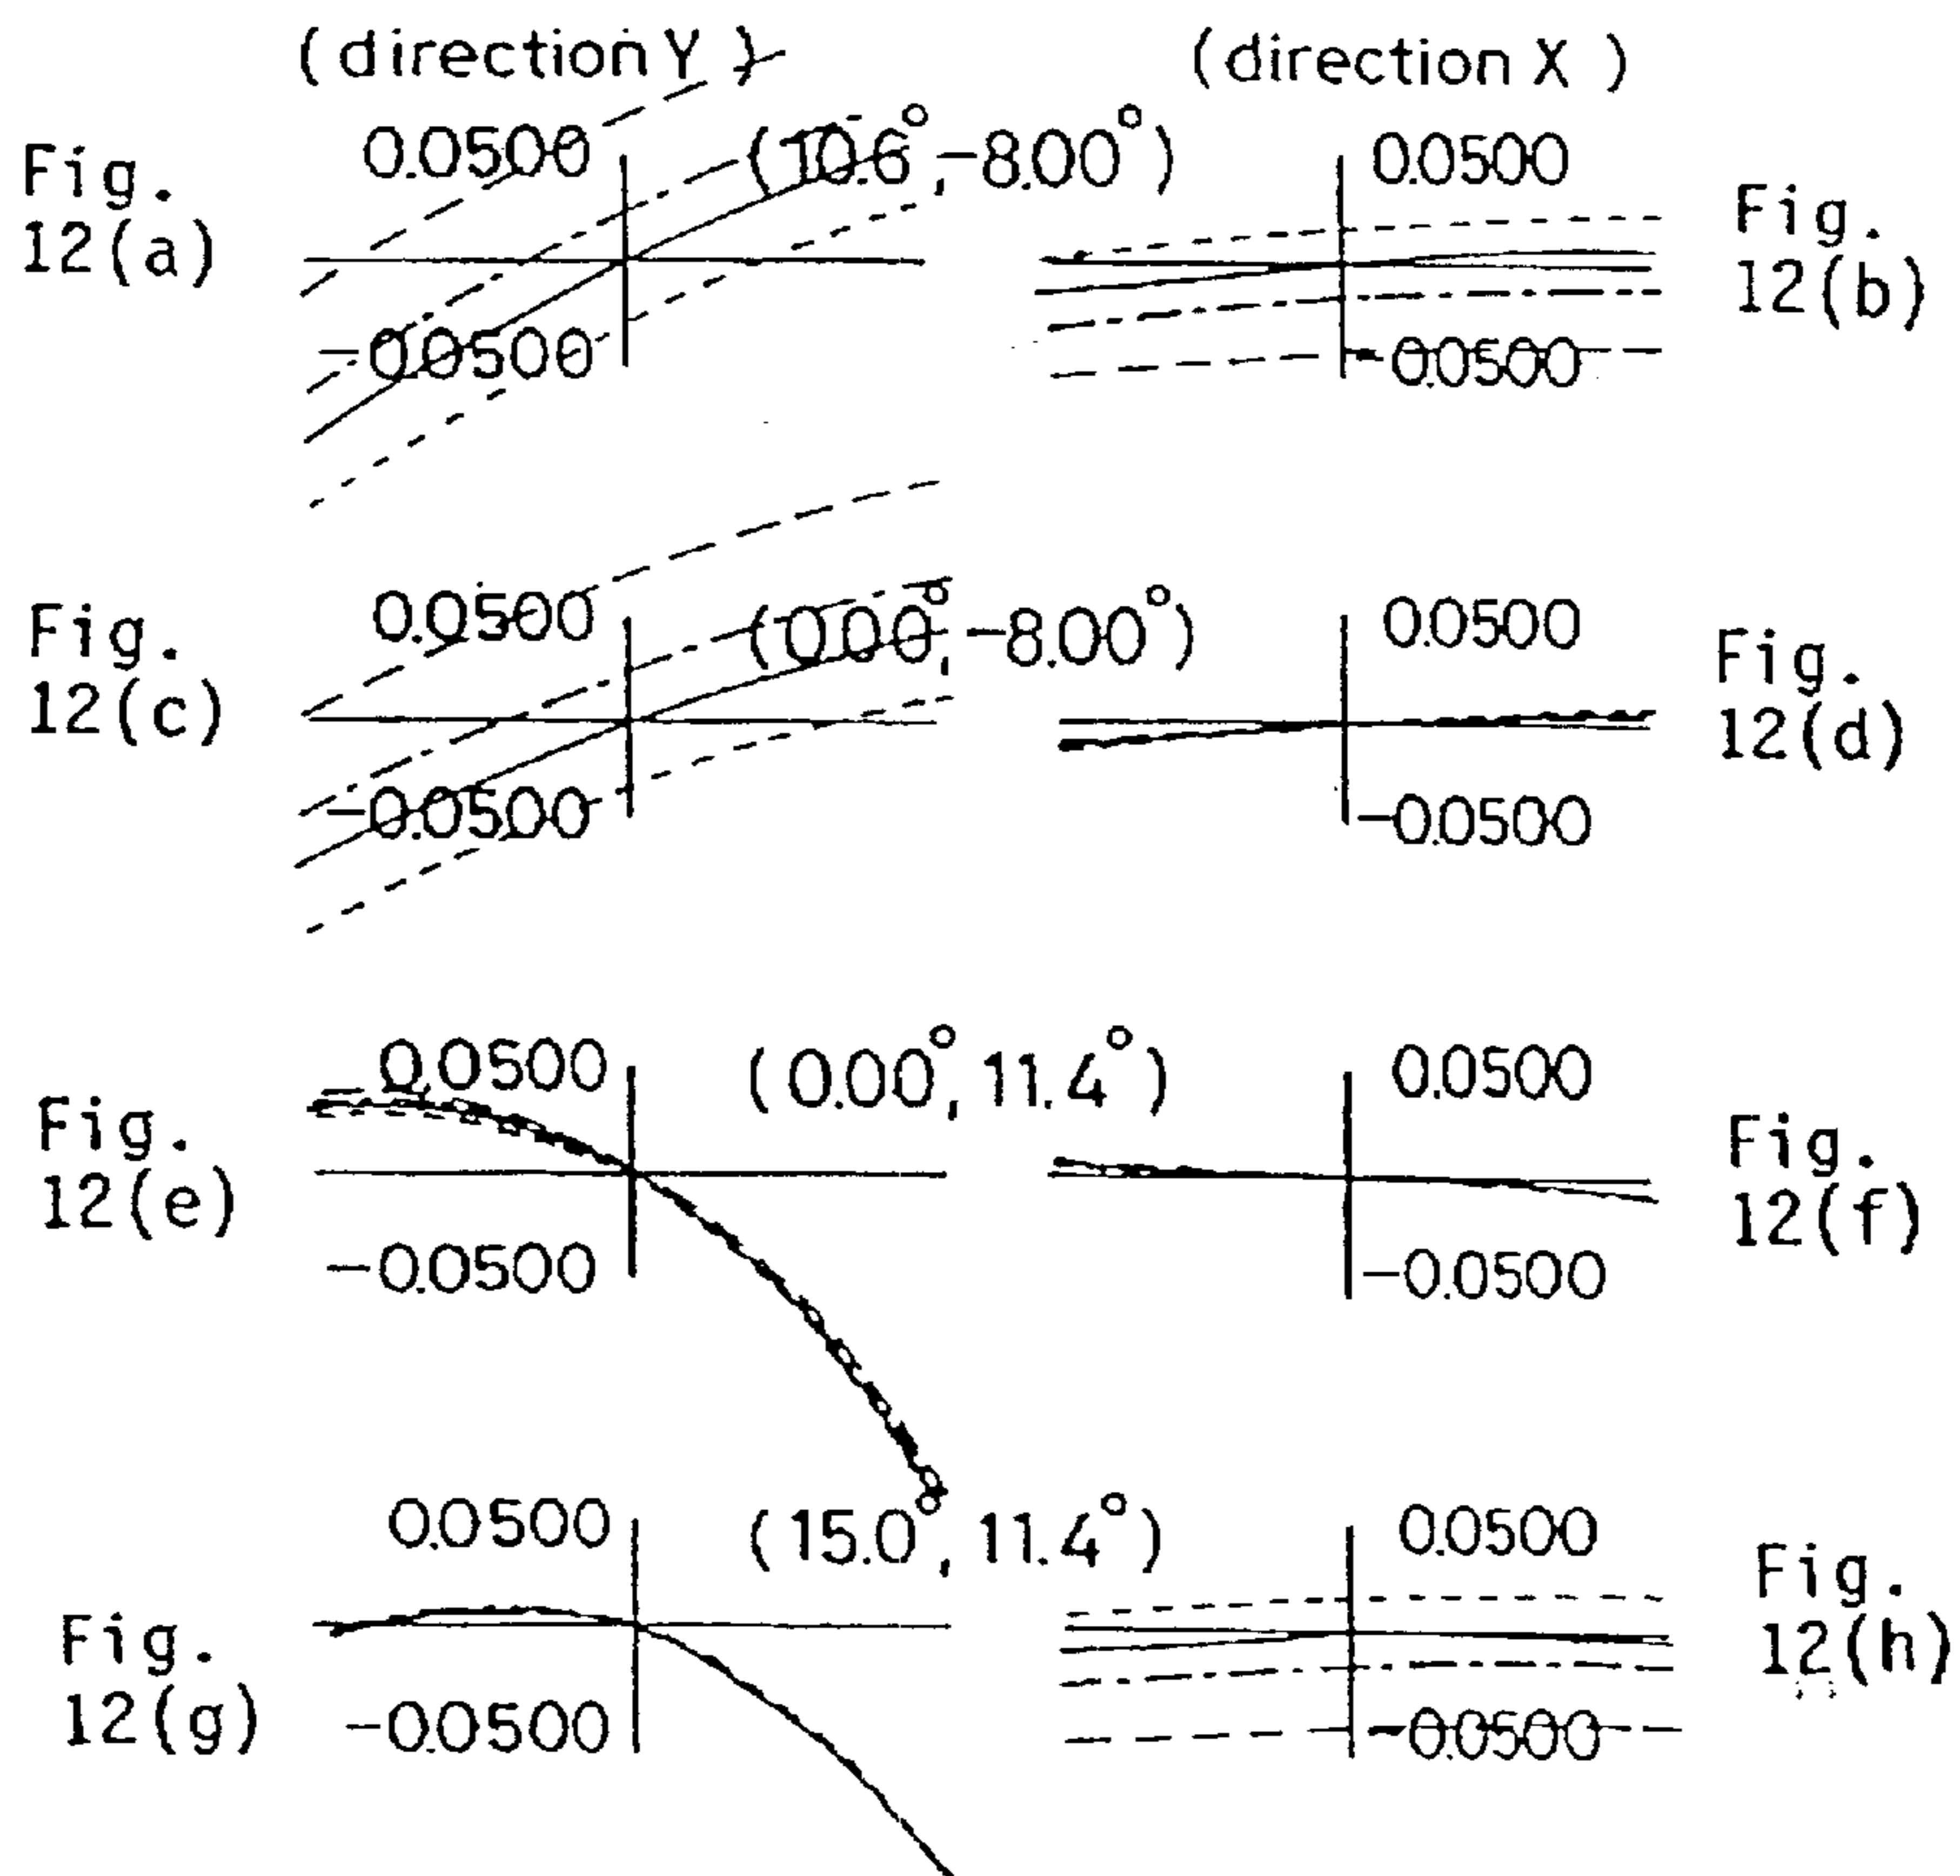 (direction Y)
(direction X)
Fig.
12(a)
0.0500
-0.0500
(10.6°, -8.00°)
0.0500
-0.0500
Fig.
12(b)
Fig.
12(c)
0.0500
-0.0500
(0.00°, -8.00°)
0.0500
-0.0500
Fig.
12(d)
Fig.
12(e)
0.0500
-0.0500
(0.00°, 11.4°)
0.0500
-0.0500
Fig.
12(f)
Fig.
12(g)
0.0500
-0.0500
(15.0°, 11.4°)
0.0500
-0.0500
Fig.
12(h)